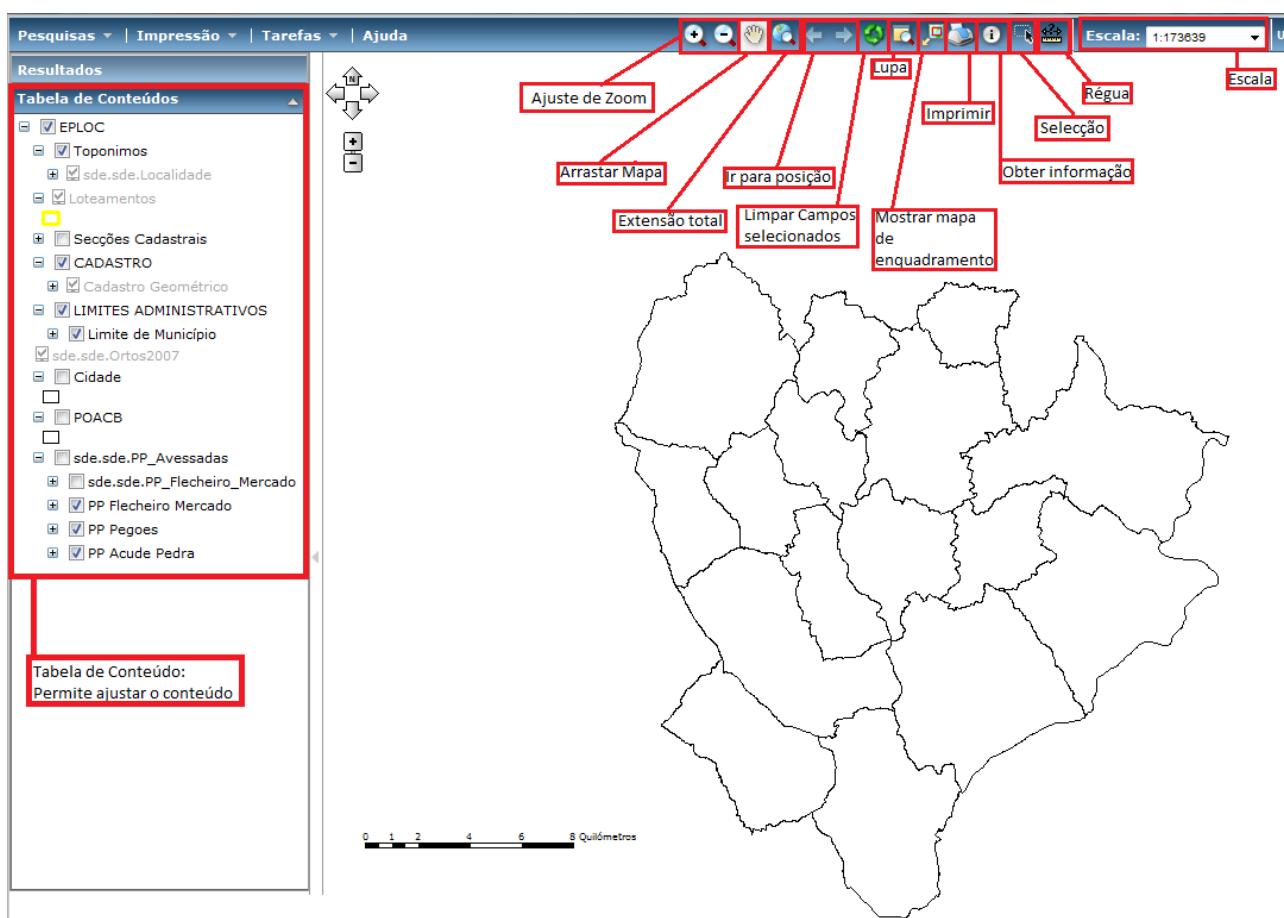 Pesquisas | Impressão | Tarefas | Ajuda
Escala: 1:173639
Resultados
Tabela de Conteúdos
EPLOC
Toponimos
sde.sde.Localidade
Loteamentos
Secções Cadastrais
CADASTRO
Cadastro Geométrico
LIMITES ADMINISTRATIVOS
Limite de Município
sde.sde.Ortos2007
Cidade
POACB
sde.sde.PP_Avessadas
sde.sde.PP_Flecheiro_Mercado
PP Flecheiro Mercado
PP Pegoes
PP Acude Pedra
Tabela de Conteúdo:
Permite ajustar o conteúdo
N
Ajuste de Zoom
Lupa
Imprimir
Régua
Escala
Selecção
Arrastar Mapa
Ir para posição
Obter informação
Extensão total
Limpar Campos
selecionados
Mostrar mapa
de
enquadramento
0 1 2 4 6 8 Quilómetros